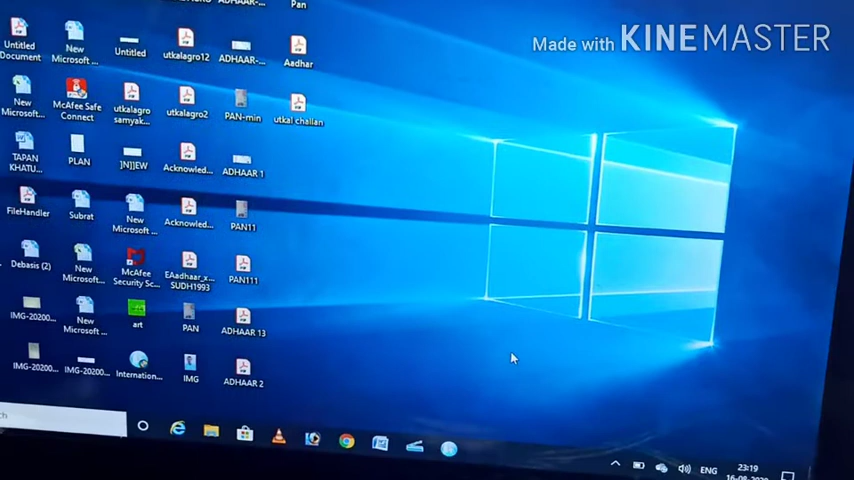 Made with KINEMASTER
ADHAAR-...
Pan
Untitled
Document
New
Microsoft...
Untitled
utkalagro12
ADHAAR-...
Aadhar
New
Microsoft...
McAfee Safe
Connect
utkalagro
samyak...
utkalagro2
PAN-min
utkal challan
TAPAN
KHATU...
PLAN
]N]]EW
Acknowled...
ADHAAR 1
FileHandler
Subrat
New
Microsoft ...
Acknowled...
PAN11
Debasis (2)
New
Microsoft...
McAfee
Security Sc...
EAadhaar_x...
SUDH1993
PAN111
IMG-20200...
New
Microsoft ...
art
PAN
ADHAAR 13
IMG-20200...
IMG-20200...
Internation...
IMG
ADHAAR 2
ENG
23:19